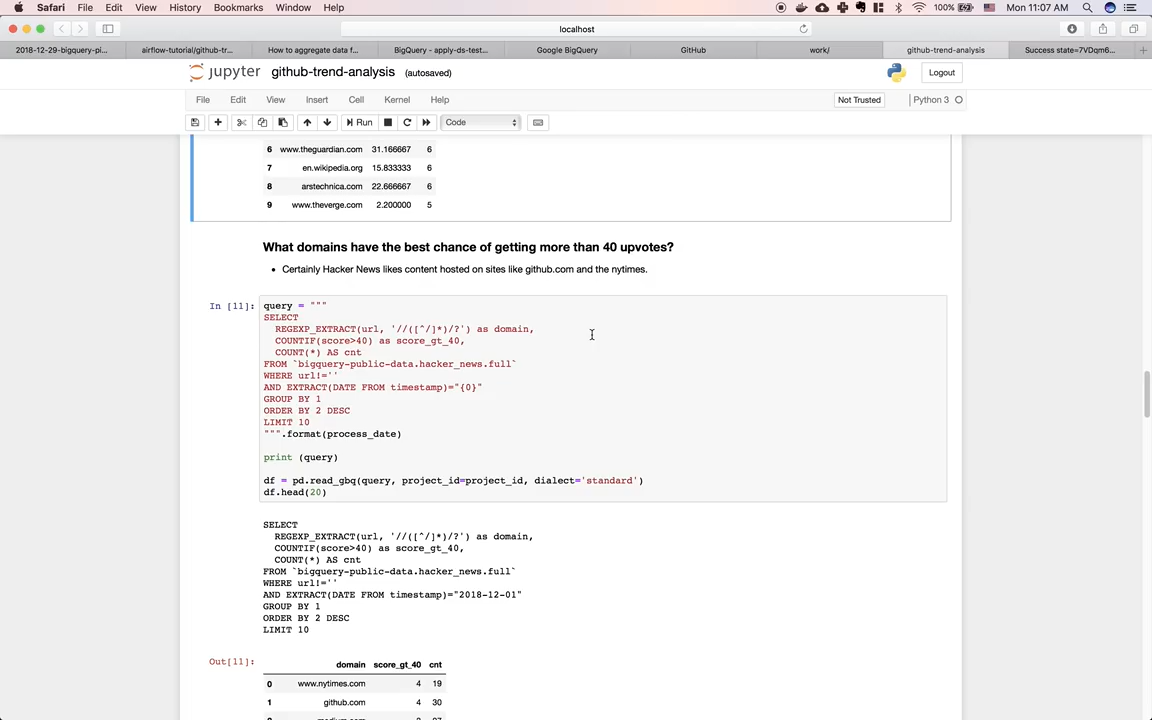 Safari File Edit View History Bookmarks Window Help 100% Mon 11:07 AM
localhost
2018-12-29-bigquery-pi... airflow-tutorial/github-tr... How to aggregate data f... BigQuery - apply-ds-test... Google BigQuery GitHub work/ github-trend-analysis Success state=7VDqm6...
jupyter github-trend-analysis (autosaved) Logout
File Edit View Insert Cell Kernel Help Not Trusted Python 3
Run Code
6 www.theguardian.com 31.166667 6
7 en.wikipedia.org 15.833333 6
8 arstechnica.com 22.666667 6
9 www.theverge.com 2.200000 5
What domains have the best chance of getting more than 40 upvotes?
• Certainly Hacker News likes content hosted on sites like github.com and the nytimes.
In [11]: query = """
SELECT
REGEXP_EXTRACT(url, '//([^/]*)/?') as domain,
COUNTIF(score>40) as score_gt_40,
COUNT(*) AS cnt
FROM `bigquery-public-data.hacker_news.full`
WHERE url!=''
AND EXTRACT(DATE FROM timestamp)="{0}"
GROUP BY 1
ORDER BY 2 DESC
LIMIT 10
""".format(process_date)
print (query)
df = pd.read_gbq(query, project_id=project_id, dialect='standard')
df.head(20)
SELECT
REGEXP_EXTRACT(url, '//([^/]*)/?') as domain,
COUNTIF(score>40) as score_gt_40,
COUNT(*) AS cnt
FROM `bigquery-public-data.hacker_news.full`
WHERE url!=''
AND EXTRACT(DATE FROM timestamp)="2018-12-01"
GROUP BY 1
ORDER BY 2 DESC
LIMIT 10
Out[11]:
domain score_gt_40 cnt
0 www.nytimes.com 4 19
1 github.com 4 30